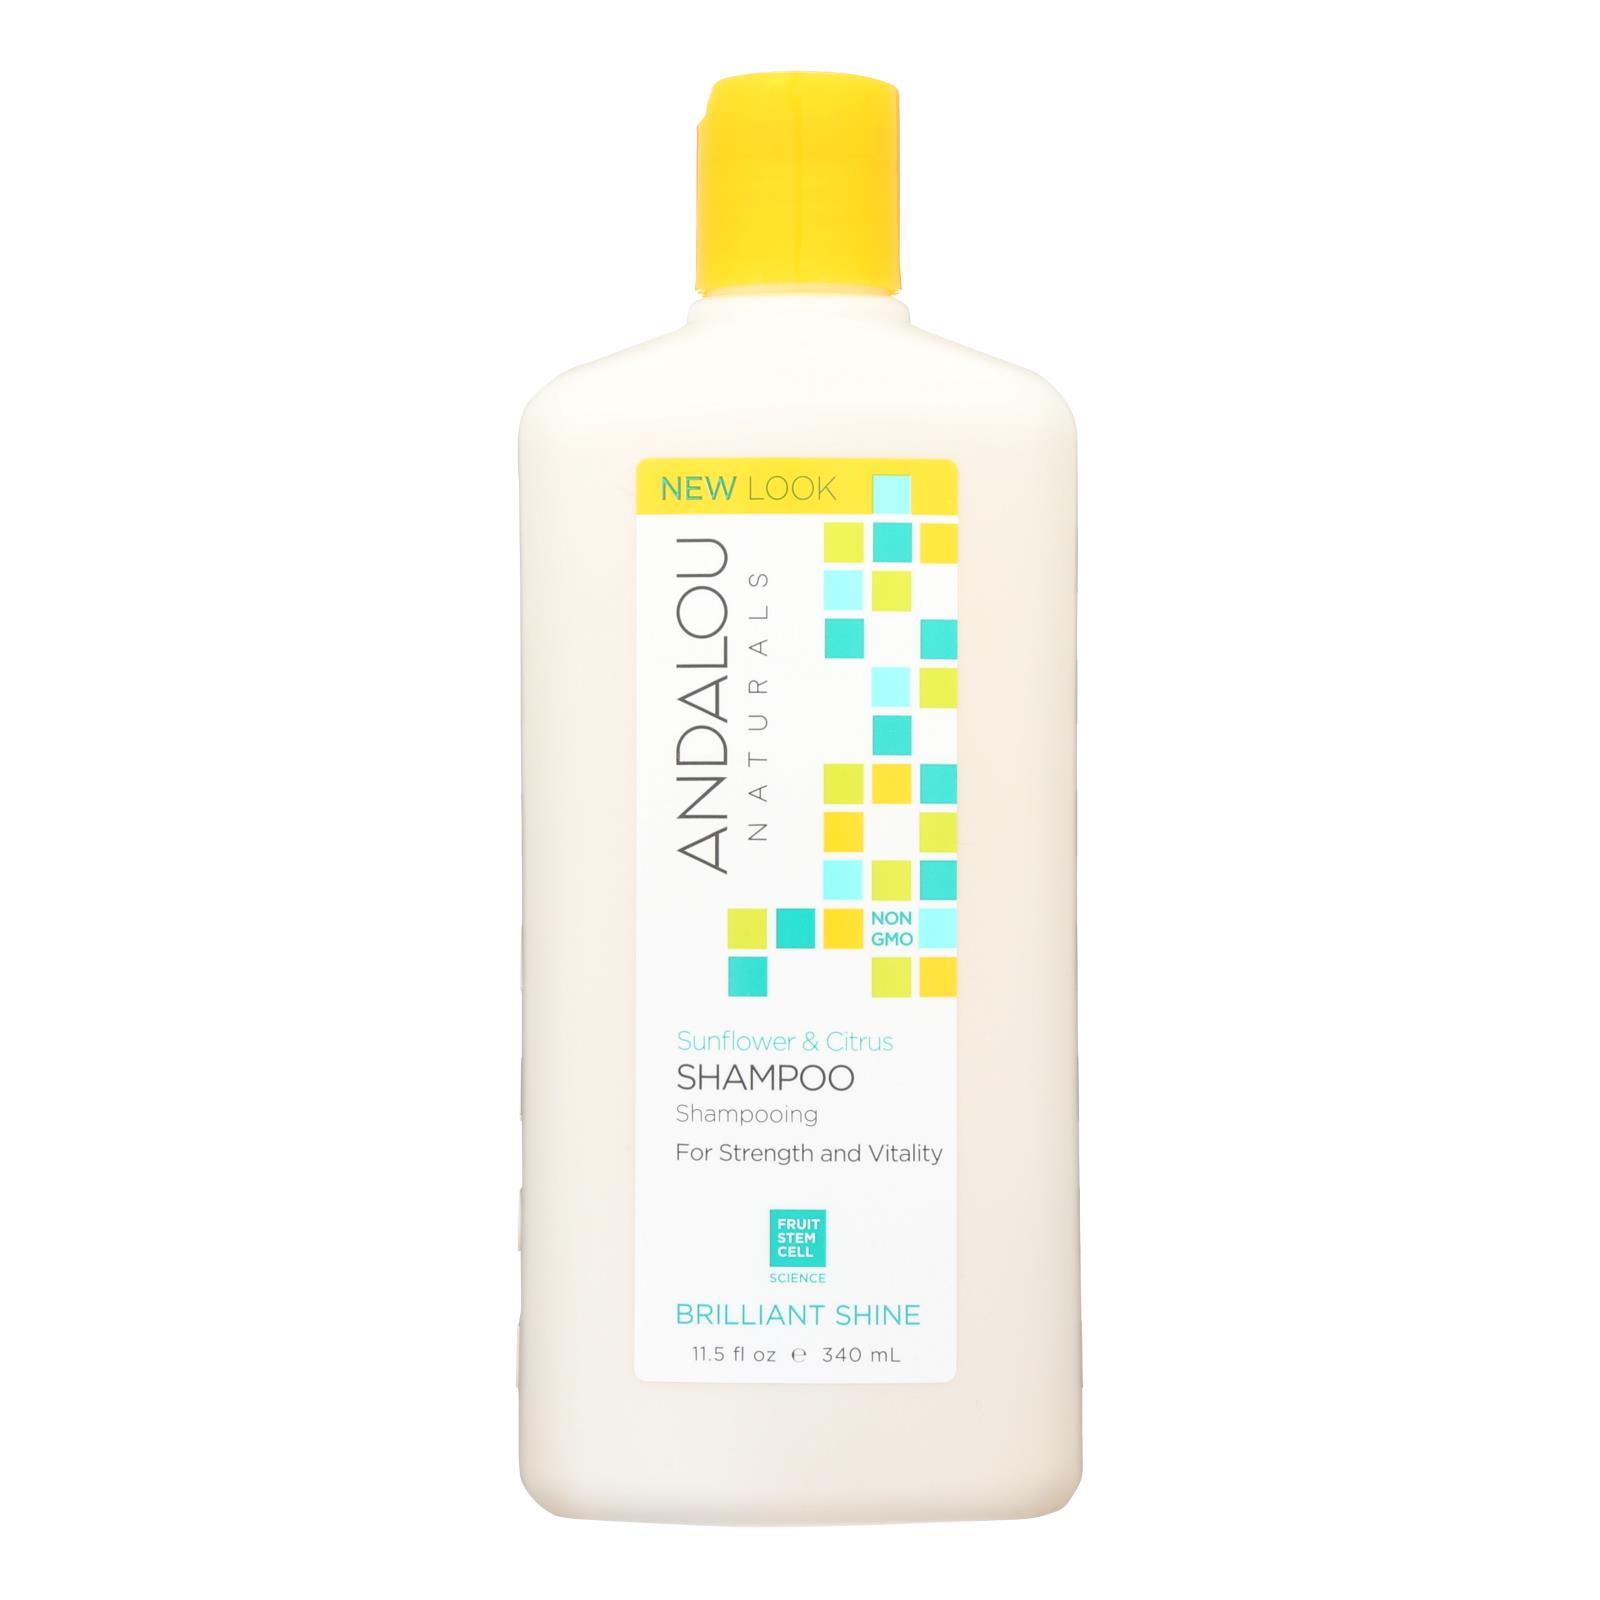 NEW LOOK
ANDALOU
NATURALS
NON
GMO
Sunflower & Citrus
SHAMPOO
Shampooing
For Strength and Vitality
FRUIT
STEM
CELL
SCIENCE
BRILLIANT SHINE
11.5 fl oz ℮ 340 mL